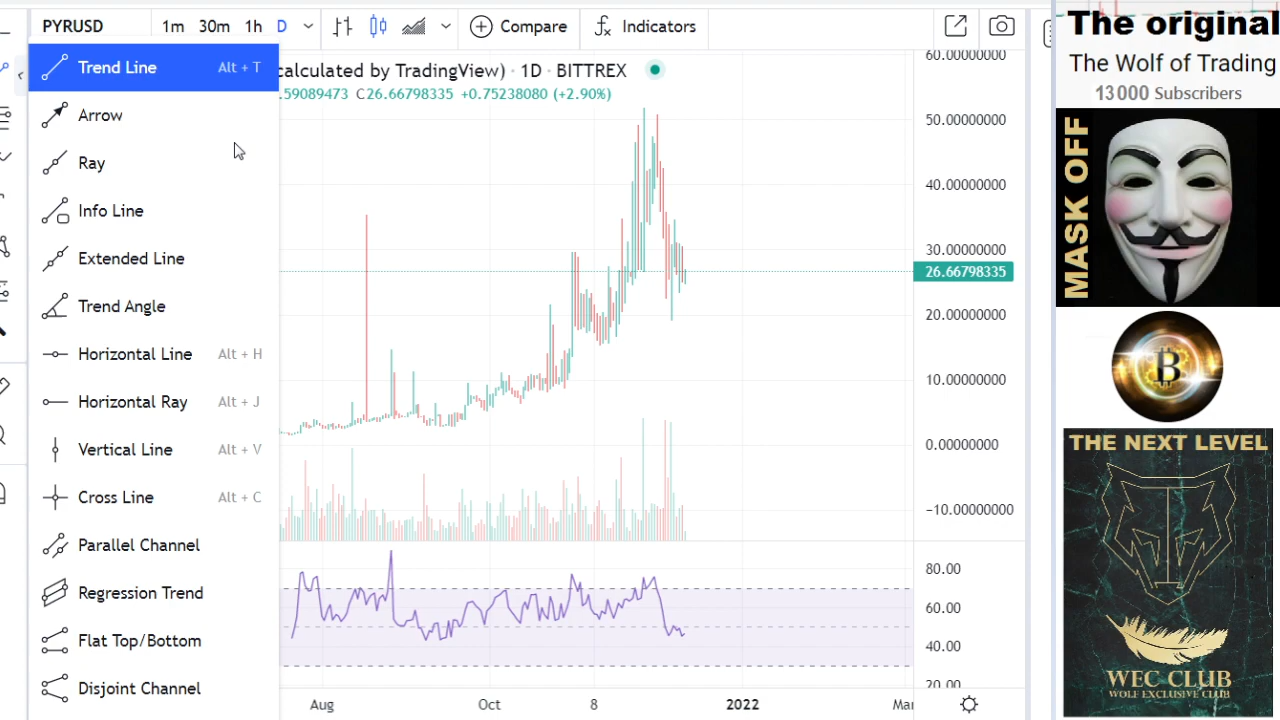 PYRUSD
1m 30m 1h D
Compare
Indicators
Trend Line Alt + T
Arrow
Ray
Info Line
Extended Line
Trend Angle
Horizontal Line Alt + H
Horizontal Ray Alt + J
Vertical Line Alt + V
Cross Line Alt + C
Parallel Channel
Regression Trend
Flat Top/Bottom
Disjoint Channel
calculated by TradingView) · 1D · BITTREX
.59089473 C26.66798335 +0.75238080 (+2.90%)
60.00000000
50.00000000
40.00000000
30.00000000
26.66798335
20.00000000
10.00000000
0.00000000
−10.00000000
80.00
60.00
40.00
20.00
Aug Oct 8 2022 Mar
The original
The Wolf of Trading
13000 Subscribers
MASK OFF
B
THE NEXT LEVEL
WEC CLUB
WOLF EXCLUSIVE CLUB